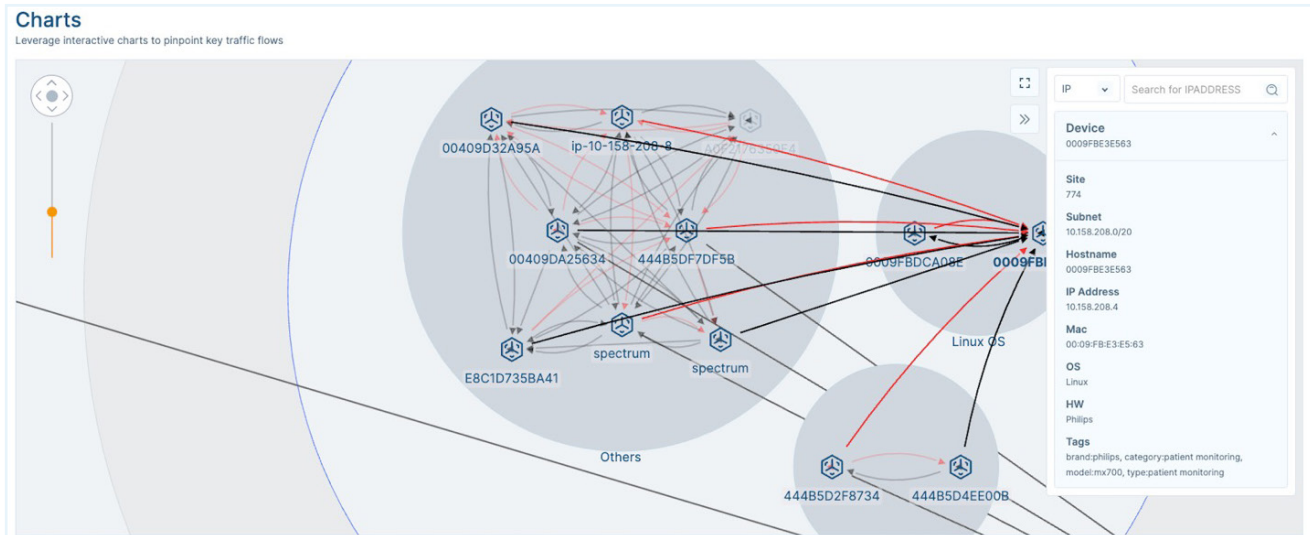 Charts
Leverage interactive charts to pinpoint key traffic flows
IP
Search for IPADDRESS
Device
0009FBE3E563
Site
774
Subnet
10.158.208.0/20
Hostname
0009FBE3E563
IP Address
10.158.208.4
Mac
00:09:FB:E3:E5:63
OS
Linux
HW
Philips
Tags
brand:philips, category:patient monitoring,
model:mx700, type:patient monitoring
00409D32A95A
ip-10-158-208-8
00409DA25634
444B5DF7DF5B
0009FBDCA08E
0009FB
Linux OS
spectrum
spectrum
E8C1D735BA41
Others
444B5D2F8734
444B5D4EE00B